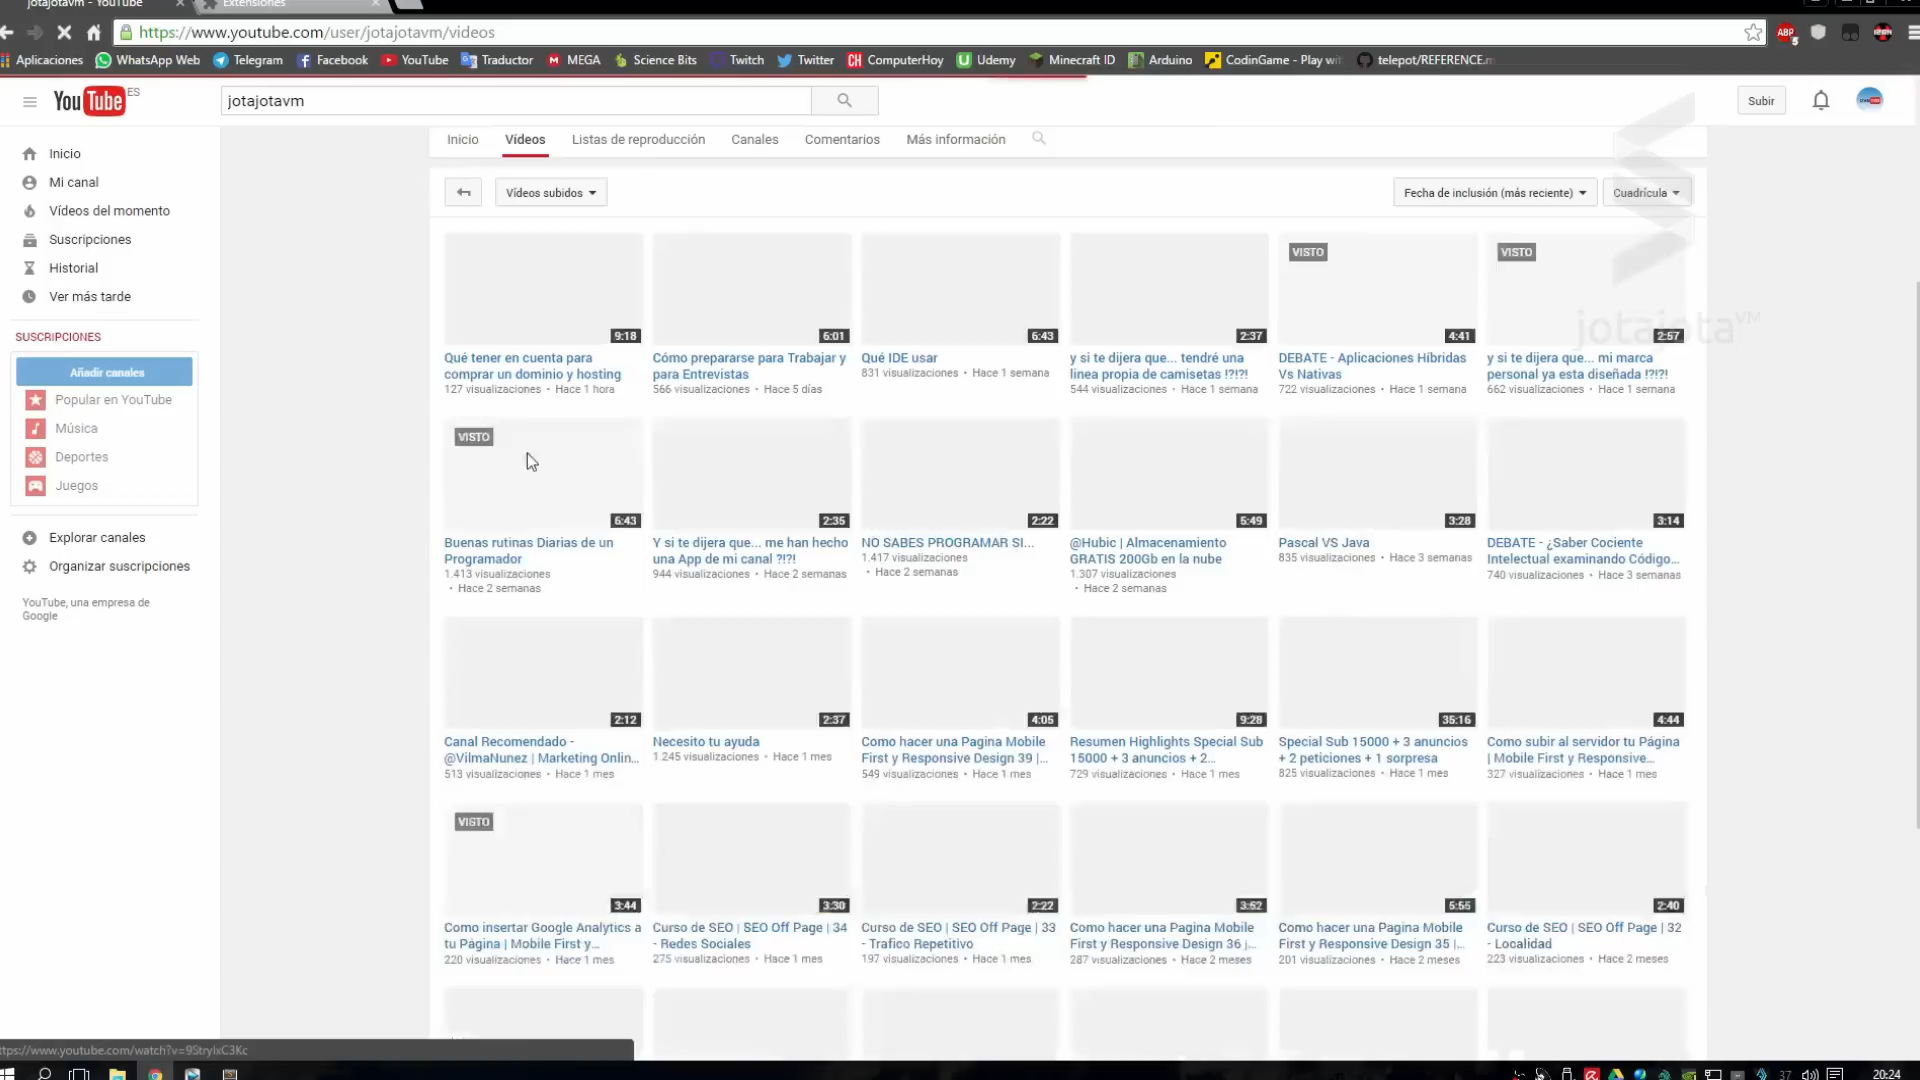 jotajotavm - YouTube
Extensiones
https://www.youtube.com/user/jotajotavm/videos
Aplicaciones WhatsApp Web Telegram Facebook YouTube Traductor MEGA Science Bits Twitch Twitter ComputerHoy Udemy Minecraft ID Arduino CodinGame - Play wi telepot/REFERENCE.m
YouTube ES
jotajotavm
Subir
Inicio
Mi canal
Vídeos del momento
Suscripciones
Historial
Ver más tarde
SUSCRIPCIONES
Añadir canales
Popular en YouTube
Música
Deportes
Juegos
Explorar canales
Organizar suscripciones
YouTube, una empresa de
Google
Inicio Vídeos Listas de reproducción Canales Comentarios Más información
Vídeos subidos
Fecha de inclusión (más reciente)
Cuadrícula
jotajota VM
9:18
Qué tener en cuenta para
comprar un dominio y hosting
127 visualizaciones • Hace 1 hora
6:01
Cómo prepararse para Trabajar y
para Entrevistas
566 visualizaciones • Hace 5 días
6:43
Qué IDE usar
831 visualizaciones • Hace 1 semana
2:37
y si te dijera que... tendré una
linea propia de camisetas !?!?!
544 visualizaciones • Hace 1 semana
VISTO
4:41
DEBATE - Aplicaciones Híbridas
Vs Nativas
722 visualizaciones • Hace 1 semana
VISTO
2:57
y si te dijera que... mi marca
personal ya esta diseñada !?!?!
662 visualizaciones • Hace 1 semana
VISTO
6:43
Buenas rutinas Diarias de un
Programador
1.413 visualizaciones
• Hace 2 semanas
2:35
Y si te dijera que... me han hecho
una App de mi canal ?!?!
944 visualizaciones • Hace 2 semanas
2:22
NO SABES PROGRAMAR SI...
1.417 visualizaciones
• Hace 2 semanas
5:49
@Hubic | Almacenamiento
GRATIS 200Gb en la nube
1.307 visualizaciones
• Hace 2 semanas
3:28
Pascal VS Java
835 visualizaciones • Hace 3 semanas
3:14
DEBATE - ¿Saber Cociente
Intelectual examinando Código...
740 visualizaciones • Hace 3 semanas
2:12
Canal Recomendado -
@VilmaNunez | Marketing Onlin...
513 visualizaciones • Hace 1 mes
2:37
Necesito tu ayuda
1.245 visualizaciones • Hace 1 mes
4:05
Como hacer una Pagina Mobile
First y Responsive Design 39 |...
549 visualizaciones • Hace 1 mes
9:28
Resumen Highlights Special Sub
15000 + 3 anuncios + 2...
729 visualizaciones • Hace 1 mes
35:16
Special Sub 15000 + 3 anuncios
+ 2 peticiones + 1 sorpresa
825 visualizaciones • Hace 1 mes
4:44
Como subir al servidor tu Página
| Mobile First y Responsive...
327 visualizaciones • Hace 1 mes
VISTO
3:44
Como insertar Google Analytics a
tu Página | Mobile First y...
220 visualizaciones • Hace 1 mes
3:30
Curso de SEO | SEO Off Page | 34
- Redes Sociales
275 visualizaciones • Hace 1 mes
2:22
Curso de SEO | SEO Off Page | 33
- Trafico Repetitivo
197 visualizaciones • Hace 1 mes
3:52
Como hacer una Pagina Mobile
First y Responsive Design 36 |...
287 visualizaciones • Hace 2 meses
5:55
Como hacer una Pagina Mobile
First y Responsive Design 35 |...
201 visualizaciones • Hace 2 meses
2:40
Curso de SEO | SEO Off Page | 32
- Localidad
223 visualizaciones • Hace 2 meses
37
20:24